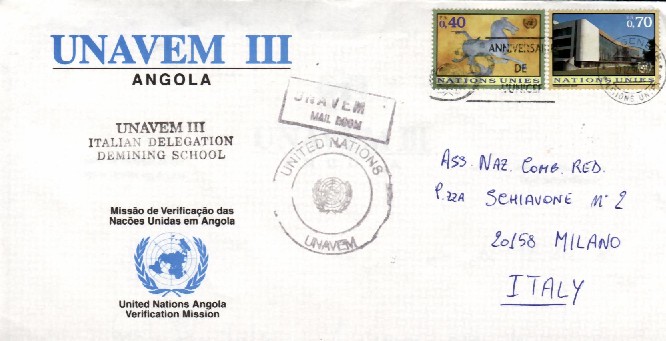 UNAVEM III
ANGOLA
UNAVEM III
ITALIAN DELEGATION
DEMINING SCHOOL
Missão de Verificação das
Nacões Unidas em Angola
United Nations Angola
Verification Mission
UNAVEM
MAIL ROOM
UNITED NATIONS
UNAVEM
F.S. 0,40
NATIONS UNIES
F.S. 0,70
NATIONS UNIES
ANNIVERSAIRE
DE
L'UNICEF
ASS. NAZ. COMB. RED.
P.ZZA SCHIAVONE N° 2
20158 MILANO
ITALY